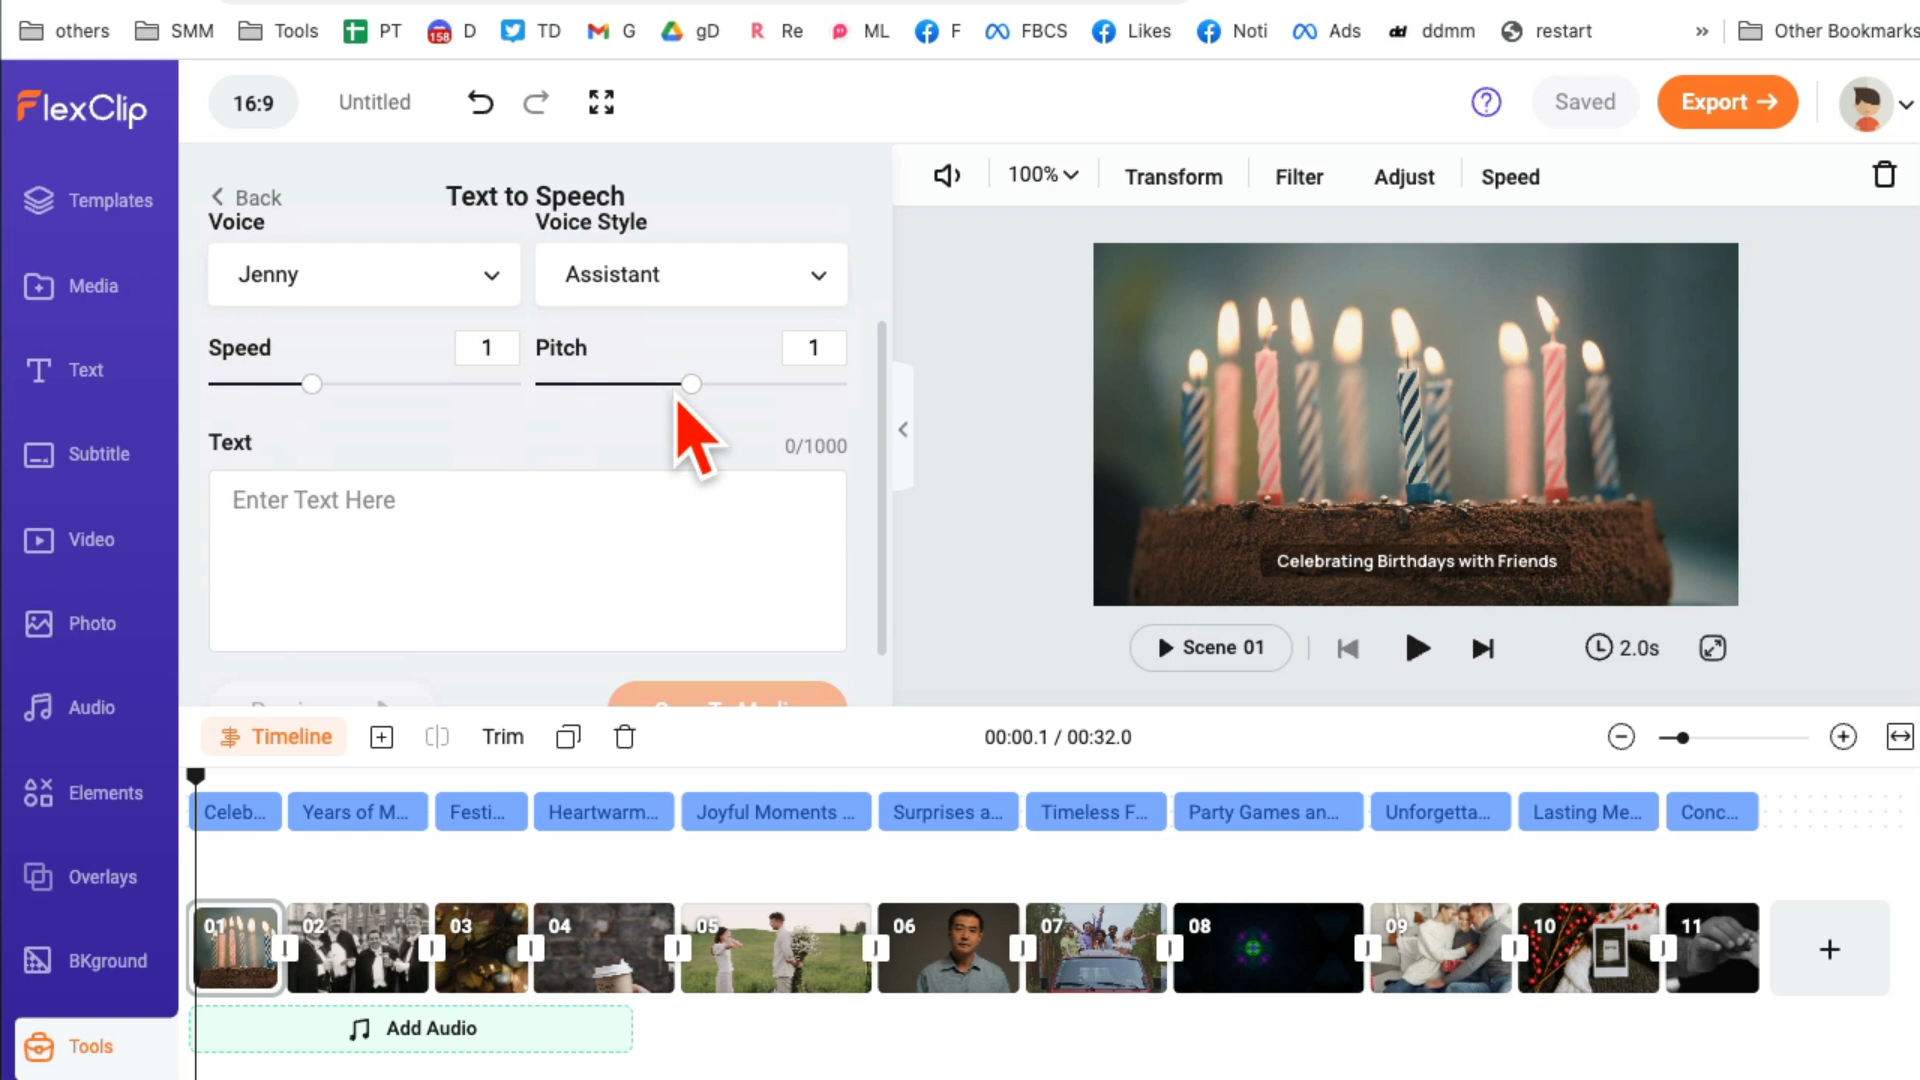 others
SMM
Tools
PT
158
D
TD
G
gD
R
Re
ML
F
FBCS
Likes
Noti
Ads
dd
ddmm
restart
»
Other Bookmarks
FlexClip
16:9
Untitled
Saved
Export
Templates
Media
Text
Subtitle
Video
Photo
Audio
Elements
Overlays
BKground
Tools
Back
Text to Speech
Voice
Voice Style
Jenny
Assistant
Speed
1
Pitch
1
Text
0/1000
Enter Text Here
100%
Transform
Filter
Adjust
Speed
Celebrating Birthdays with Friends
Scene 01
2.0s
Timeline
Trim
00:00.1 / 00:32.0
Celeb...
Years of M...
Festi...
Heartwarm...
Joyful Moments ...
Surprises a...
Timeless F...
Party Games an...
Unforgetta...
Lasting Me...
Conc...
01
02
03
04
05
06
07
08
09
10
11
Add Audio